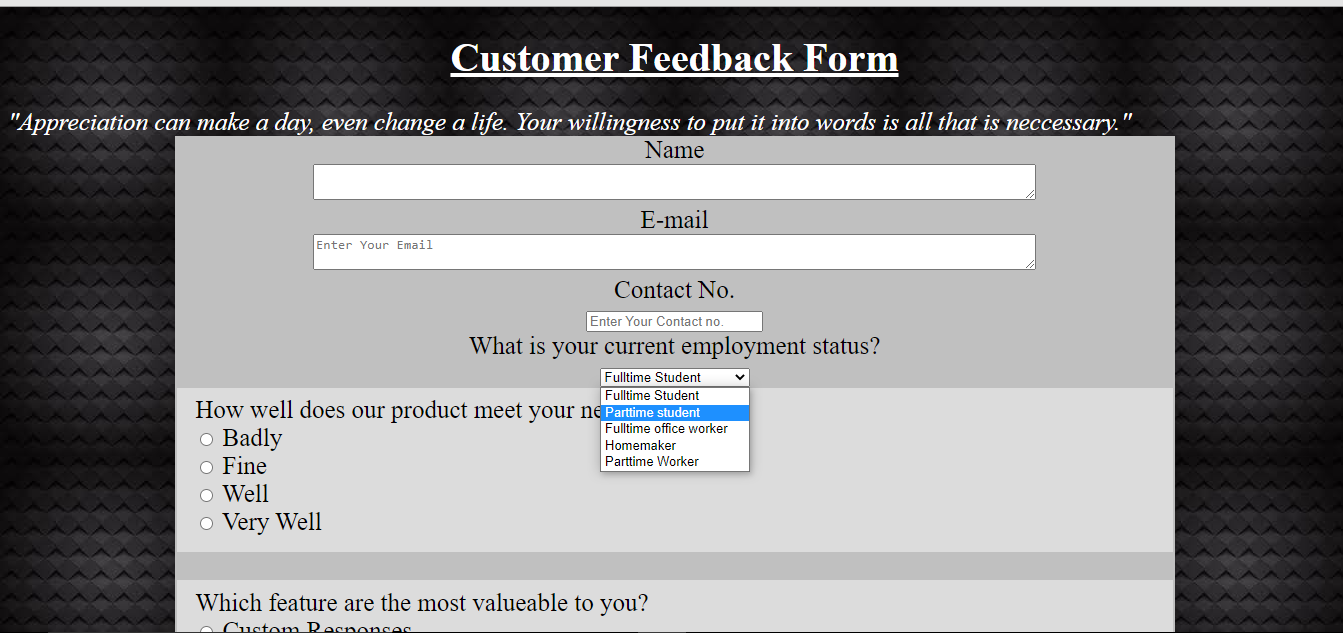 Customer Feedback Form
"Appreciation can make a day, even change a life. Your willingness to put it into words is all that is neccessary."
Name
E-mail
Enter Your Email
Contact No.
Enter Your Contact no.
What is your current employment status?
Fulltime Student
Fulltime Student
Parttime student
Fulltime office worker
Homemaker
Parttime Worker
How well does our product meet your
Badly
Fine
Well
Very Well
Which feature are the most valueable to you?
Custom Responses